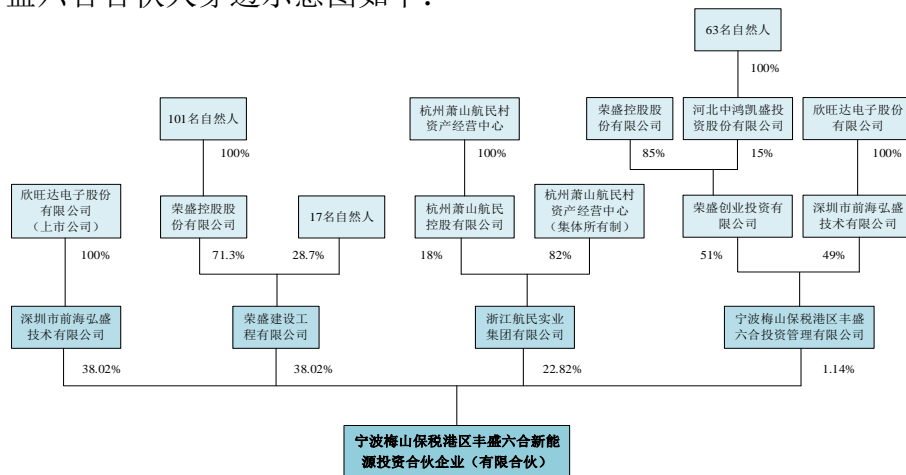 盖六合合伙人穿透示意图如下：
63名自然人
100%
101名自然人
100%
杭州萧山航民村
资产经营中心
100%
荣盛控股股
份有限公司
85%
河北中鸿凯盛投
资股份有限公司
15%
欣旺达电子股份
有限公司
100%
欣旺达电子股份
有限公司
（上市公司）
100%
荣盛控股股
份有限公司
71.3%
17名自然人
28.7%
杭州萧山航民
控股有限公司
18%
杭州萧山航民村
资产经营中心
（集体所有制）
82%
荣盛创业投资有
限公司
51%
深圳市前海弘盛
技术有限公司
49%
深圳市前海弘盛
技术有限公司
38.02%
荣盛建设工
程有限公司
38.02%
浙江航民实业
集团有限公司
22.82%
宁波梅山保税港区丰盛
六合投资管理有限公司
1.14%
宁波梅山保税港区丰盛六合新能
源投资合伙企业（有限合伙）